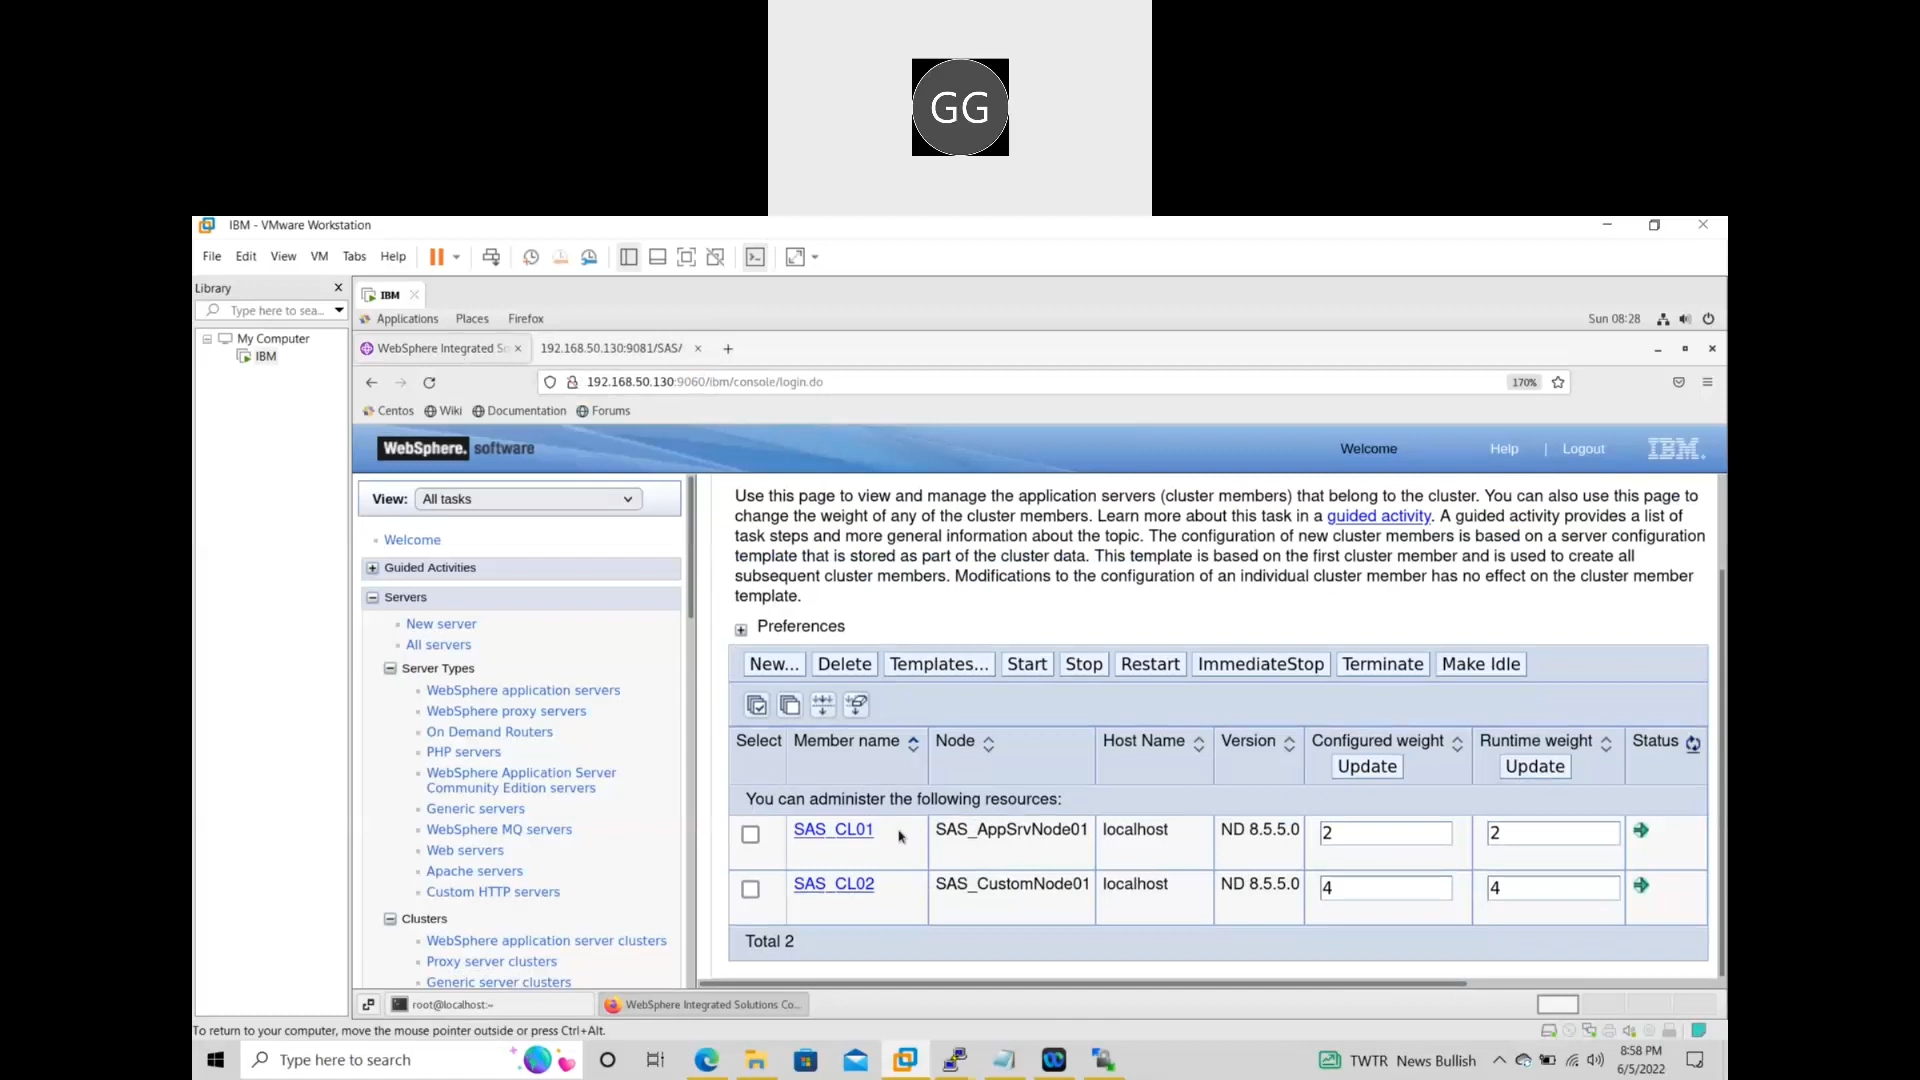 GG
IBM - VMware Workstation
File Edit View VM Tabs Help
Library
Type here to sea...
My Computer
IBM
IBM
Applications Places Firefox
Sun 08:28
WebSphere Integrated So
192.168.50.130:9081/SAS/
192.168.50.130:9060/ibm/console/login.do
170%
Centos Wiki Documentation Forums
WebSphere. software
Welcome
Help | Logout
IBM.
View: All tasks
Welcome
Guided Activities
Servers
New server
All servers
Server Types
WebSphere application servers
WebSphere proxy servers
On Demand Routers
PHP servers
WebSphere Application Server
Community Edition servers
Generic servers
WebSphere MQ servers
Web servers
Apache servers
Custom HTTP servers
Clusters
WebSphere application server clusters
Proxy server clusters
Generic server clusters
Use this page to view and manage the application servers (cluster members) that belong to the cluster. You can also use this page to
change the weight of any of the cluster members. Learn more about this task in a guided activity. A guided activity provides a list of
task steps and more general information about the topic. The configuration of new cluster members is based on a server configuration
template that is stored as part of the cluster data. This template is based on the first cluster member and is used to create all
subsequent cluster members. Modifications to the configuration of an individual cluster member has no effect on the cluster member
template.
Preferences
New... Delete Templates... Start Stop Restart ImmediateStop Terminate Make Idle
Select Member name Node Host Name Version Configured weight Runtime weight Status
Update Update
You can administer the following resources:
SAS_CL01 SAS_AppSrvNode01 localhost ND 8.5.5.0 2 2
SAS_CL02 SAS_CustomNode01 localhost ND 8.5.5.0 4 4
Total 2
root@localhost:~
WebSphere Integrated Solutions Co...
To return to your computer, move the mouse pointer outside or press Ctrl+Alt.
Type here to search
TWTR News Bullish
8:58 PM
6/5/2022